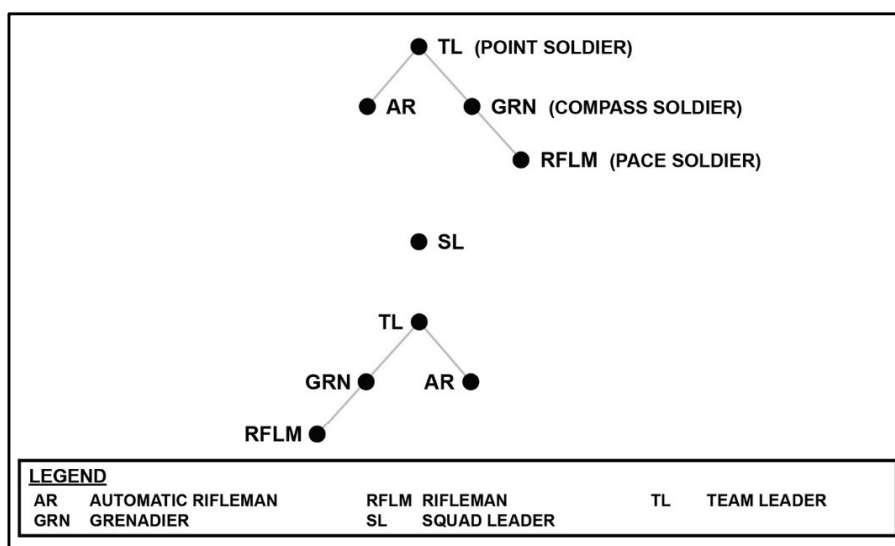 TL (POINT SOLDIER)
AR
GRN (COMPASS SOLDIER)
RFLM (PACE SOLDIER)
SL
TL
GRN
AR
RFLM
LEGEND
AR AUTOMATIC RIFLEMAN RFLM RIFLEMAN TL TEAM LEADER
GRN GRENADIER SL SQUAD LEADER